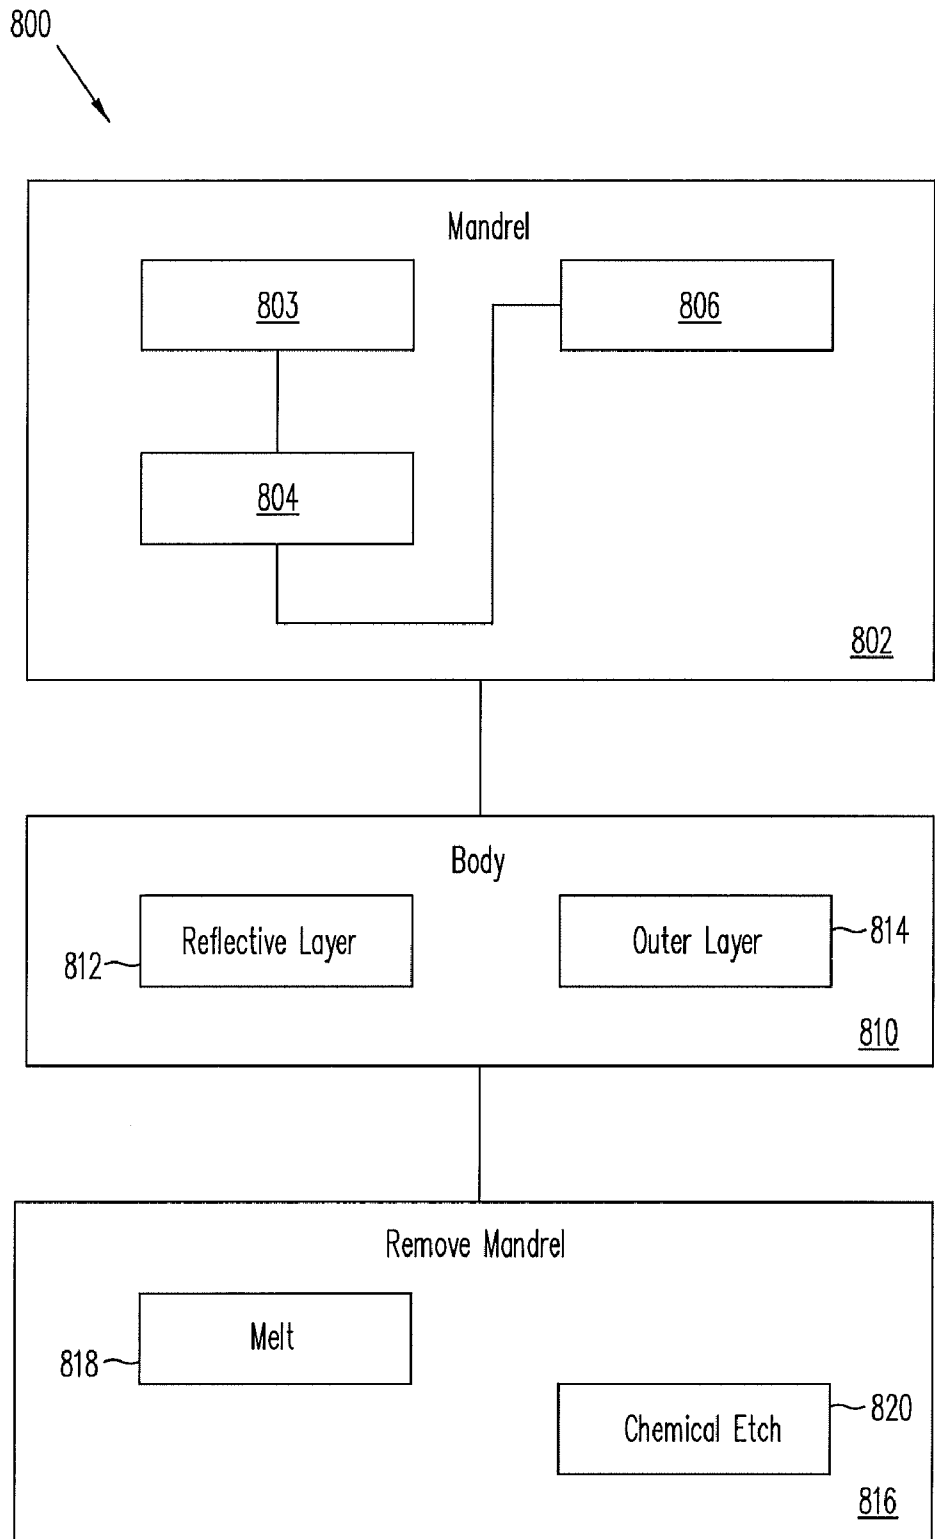 800
Mandrel
803
806
804
802
Body
Reflective Layer
Outer Layer
814
812
810
Remove Mandrel
Melt
818
820
Chemical Etch
816